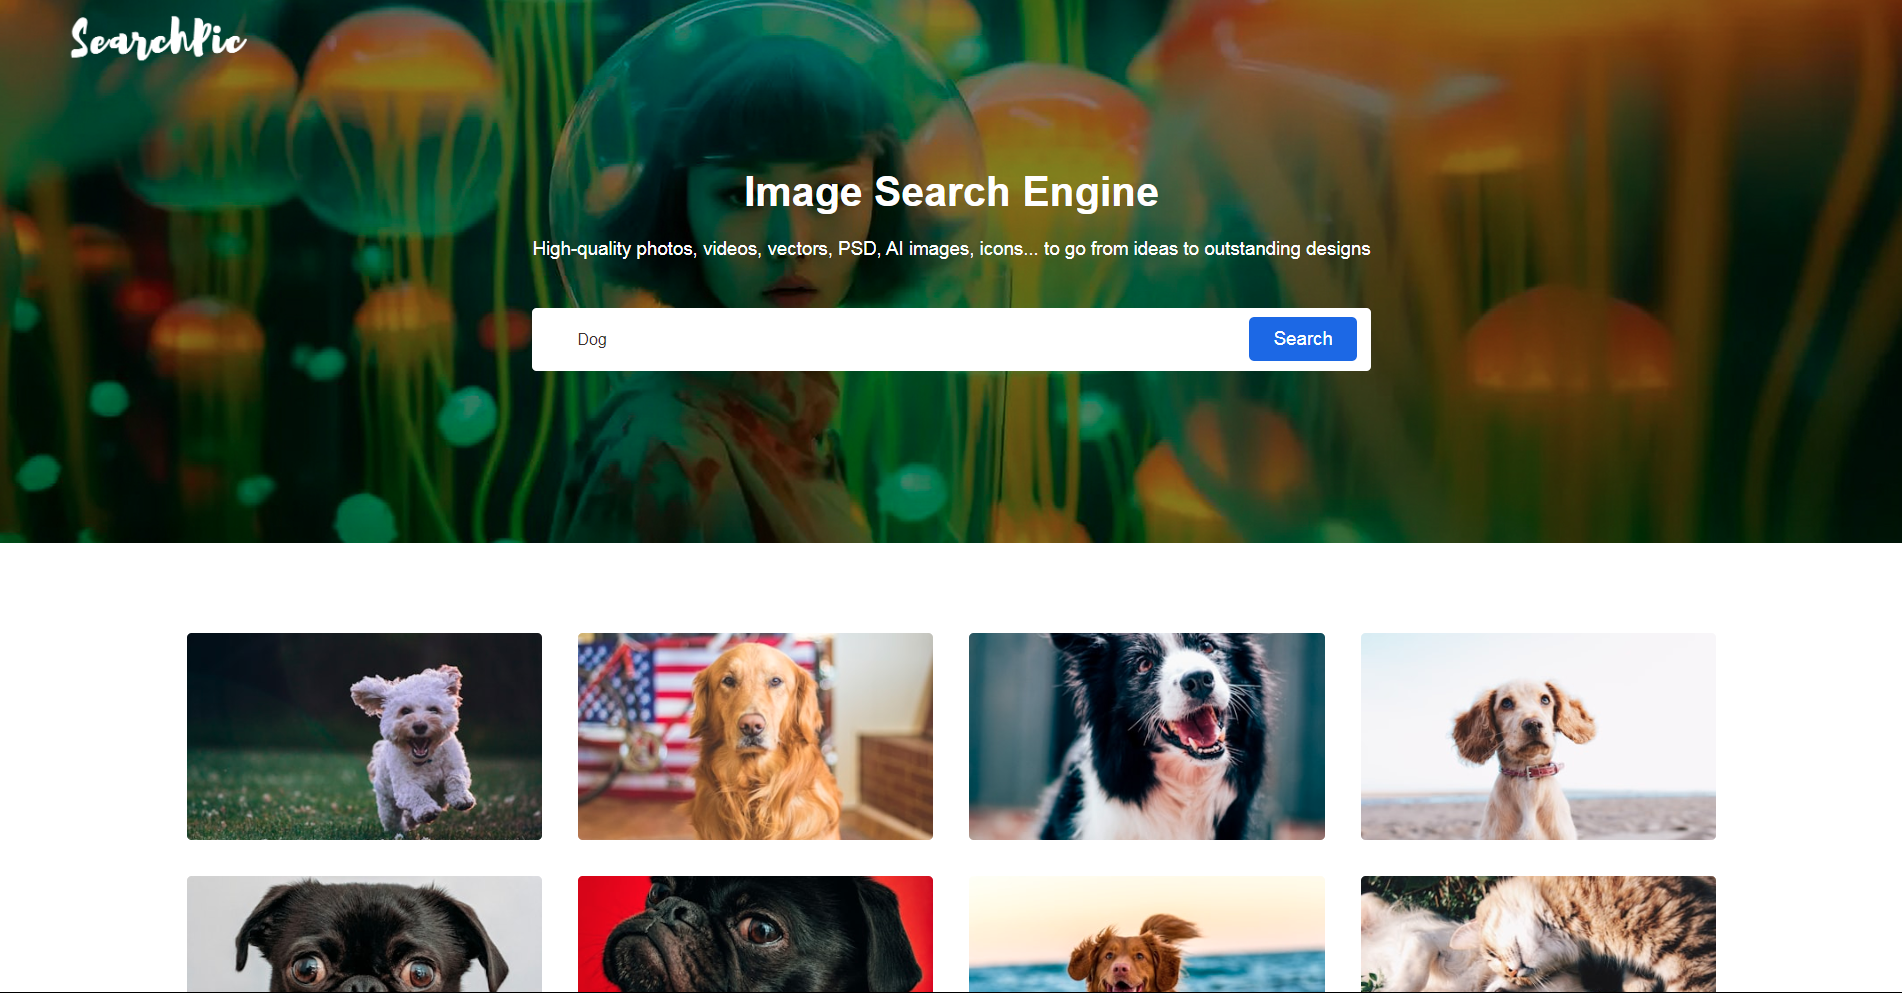 SearchPic
Image Search Engine
High-quality photos, videos, vectors, PSD, AI images, icons... to go from ideas to outstanding designs
Dog
Search